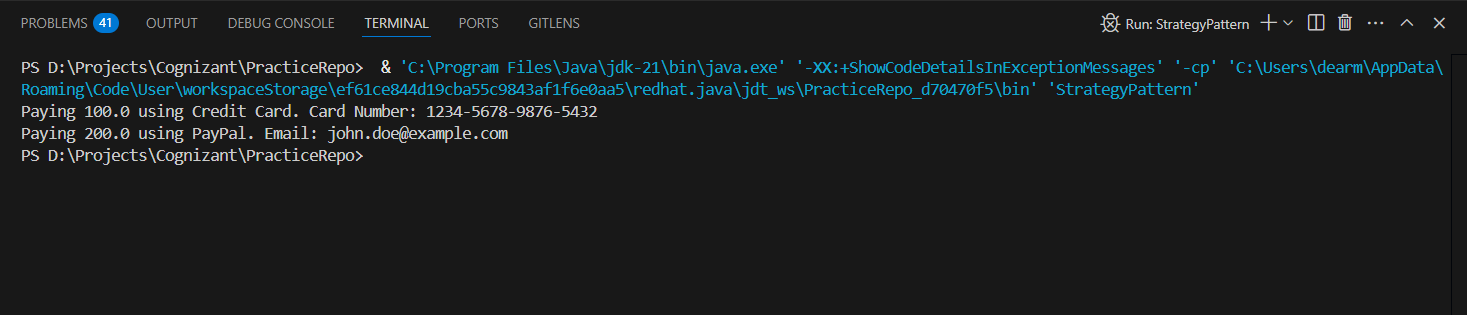 PROBLEMS 41 OUTPUT DEBUG CONSOLE TERMINAL PORTS GITLENS Run: StrategyPattern
PS D:\Projects\Cognizant\PracticeRepo>  & 'C:\Program Files\Java\jdk-21\bin\java.exe' '-XX:+ShowCodeDetailsInExceptionMessages' '-cp' 'C:\Users\dearm\AppData\
Roaming\Code\User\workspaceStorage\ef61ce844d19cba55c9843af1f6e0aa5\redhat.java\jdt_ws\PracticeRepo_d70470f5\bin' 'StrategyPattern'
Paying 100.0 using Credit Card. Card Number: 1234-5678-9876-5432
Paying 200.0 using PayPal. Email: john.doe@example.com
PS D:\Projects\Cognizant\PracticeRepo>